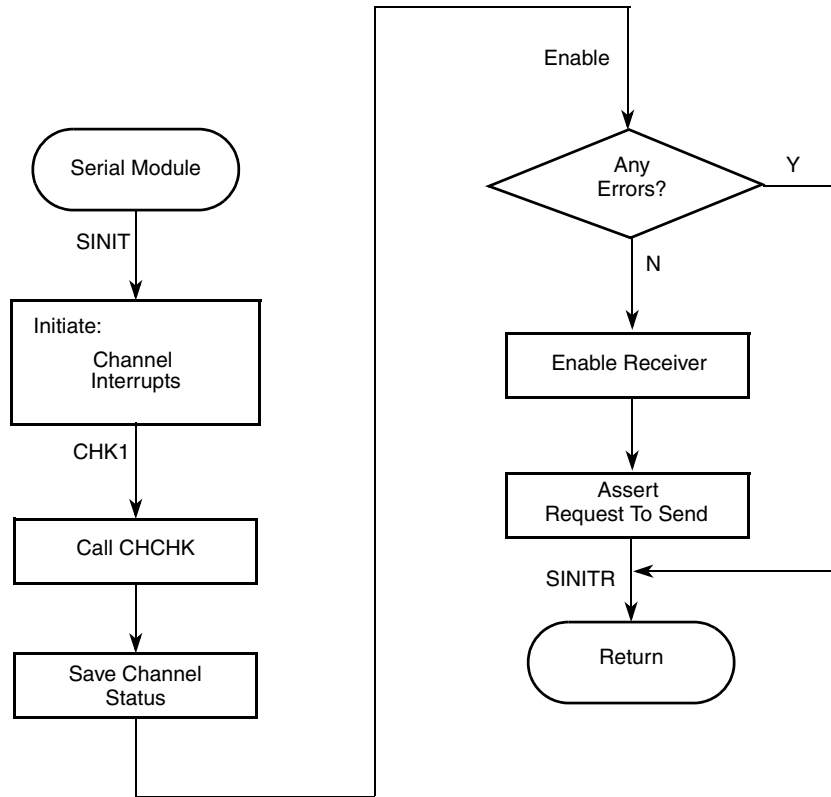 Serial Module
SINIT
Initiate:
Channel
Interrupts
CHK1
Call CHCHK
Save Channel
Status
Enable
Any
Errors?
Y
N
Enable Receiver
Assert
Request To Send
SINITR
Return